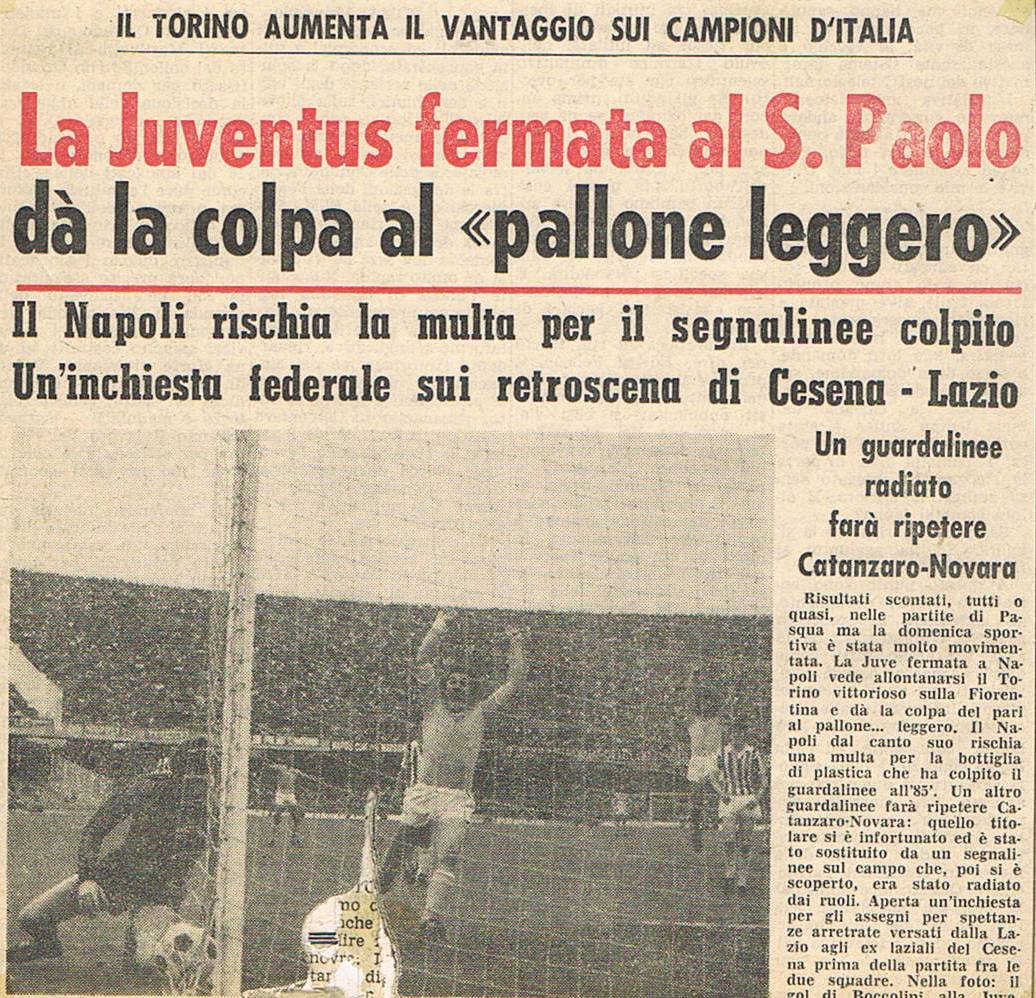 IL TORINO AUMENTA IL VANTAGGIO SUI CAMPIONI D'ITALIA
La Juventus fermata al S. Paolo
dà la colpa al «pallone leggero»
Il Napoli rischia la multa per il segnalinee colpito
Un'inchiesta federale sui retroscena di Cesena - Lazio
Un guardalinee
radiato
farà ripetere
Catanzaro-Novara
Risultati scontati, tutti o
quasi, nelle partite di Pa-
squa ma la domenica spor-
tiva è stata molto movimen-
tata. La Juve fermata a Na-
poli vede allontanarsi il To-
rino vittorioso sulla Fioren-
tina e dà la colpa del pari
al pallone... leggero. Il Na-
poli dal canto suo rischia
una multa per la bottiglia
di plastica che ha colpito il
guardalinee all'85'. Un altro
guardalinee farà ripetere Ca-
tanzaro-Novara: quello tito-
lare si è infortunato ed è sta-
to sostituito da un segnali-
nee sul campo che, poi si è
scoperto, era stato radiato
dai ruoli. Aperta un'inchiesta
per gli assegni per spettan-
ze arretrate versati dalla La-
zio agli ex laziali del Cese-
na prima della partita fra le
due squadre. Nella foto: il
gol di Boccolini alla Juve